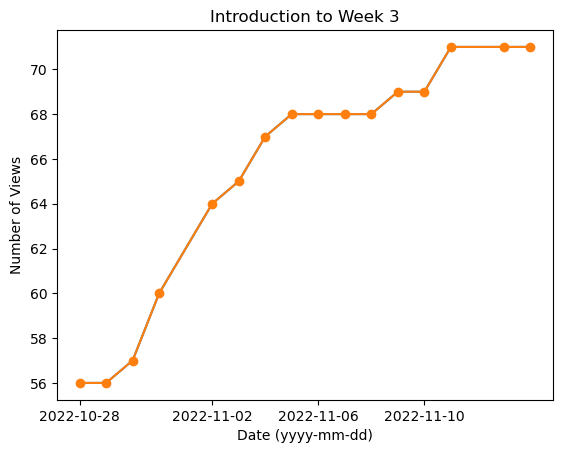 Introduction to Week 3
Number of Views
70
68
66
64
62
60
58
56
2022-10-28 2022-11-02 2022-11-06 2022-11-10
Date (yyyy-mm-dd)